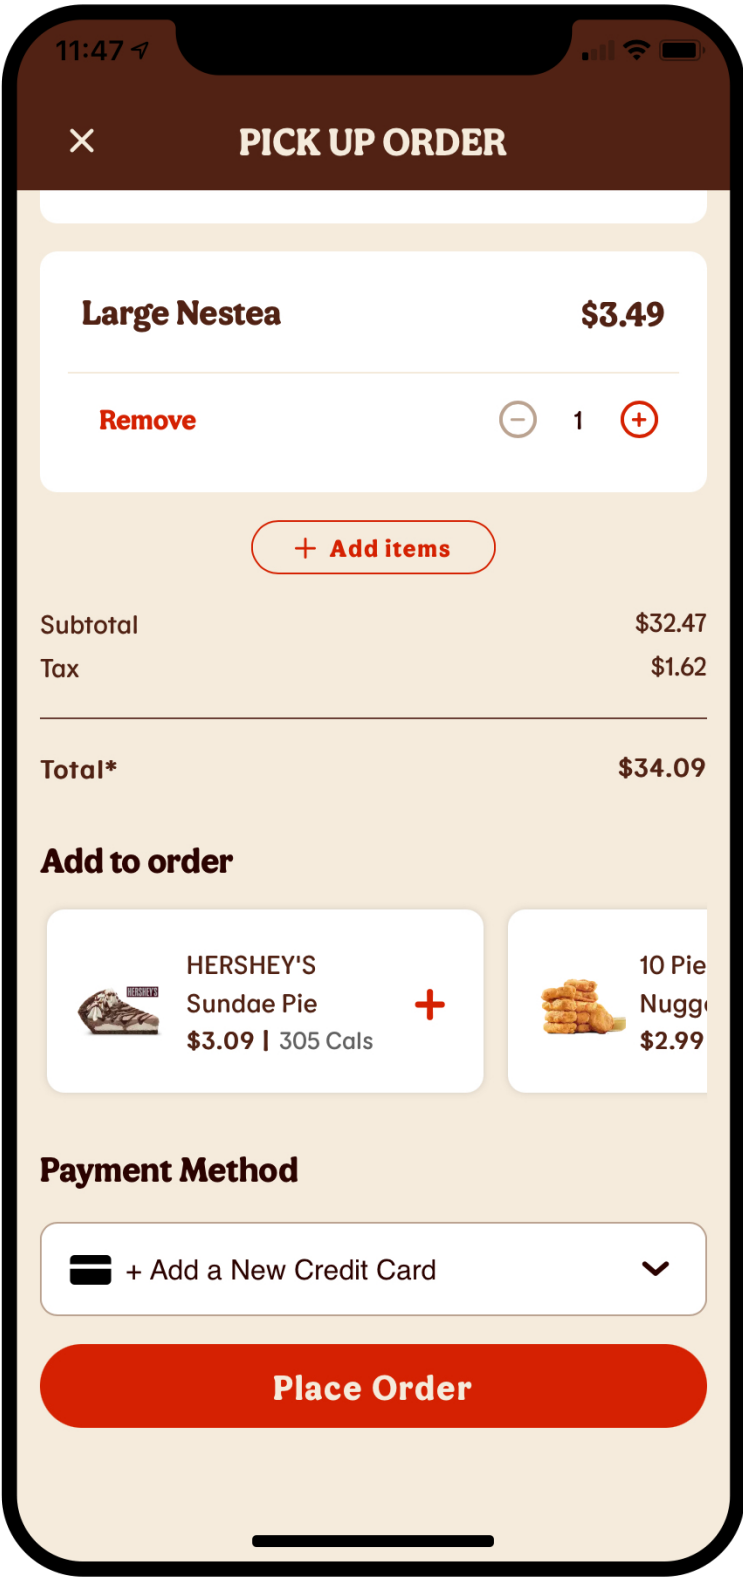 11:47
PICK UP ORDER
Large Nestea
$3.49
Remove
1
+ Add items
Subtotal
$32.47
Tax
$1.62
Total*
$34.09
Add to order
HERSHEY'S
HERSHEY'S
Sundae Pie
$3.09 | 305 Cals
10 Pie
Nugg
$2.99
Payment Method
+ Add a New Credit Card
Place Order